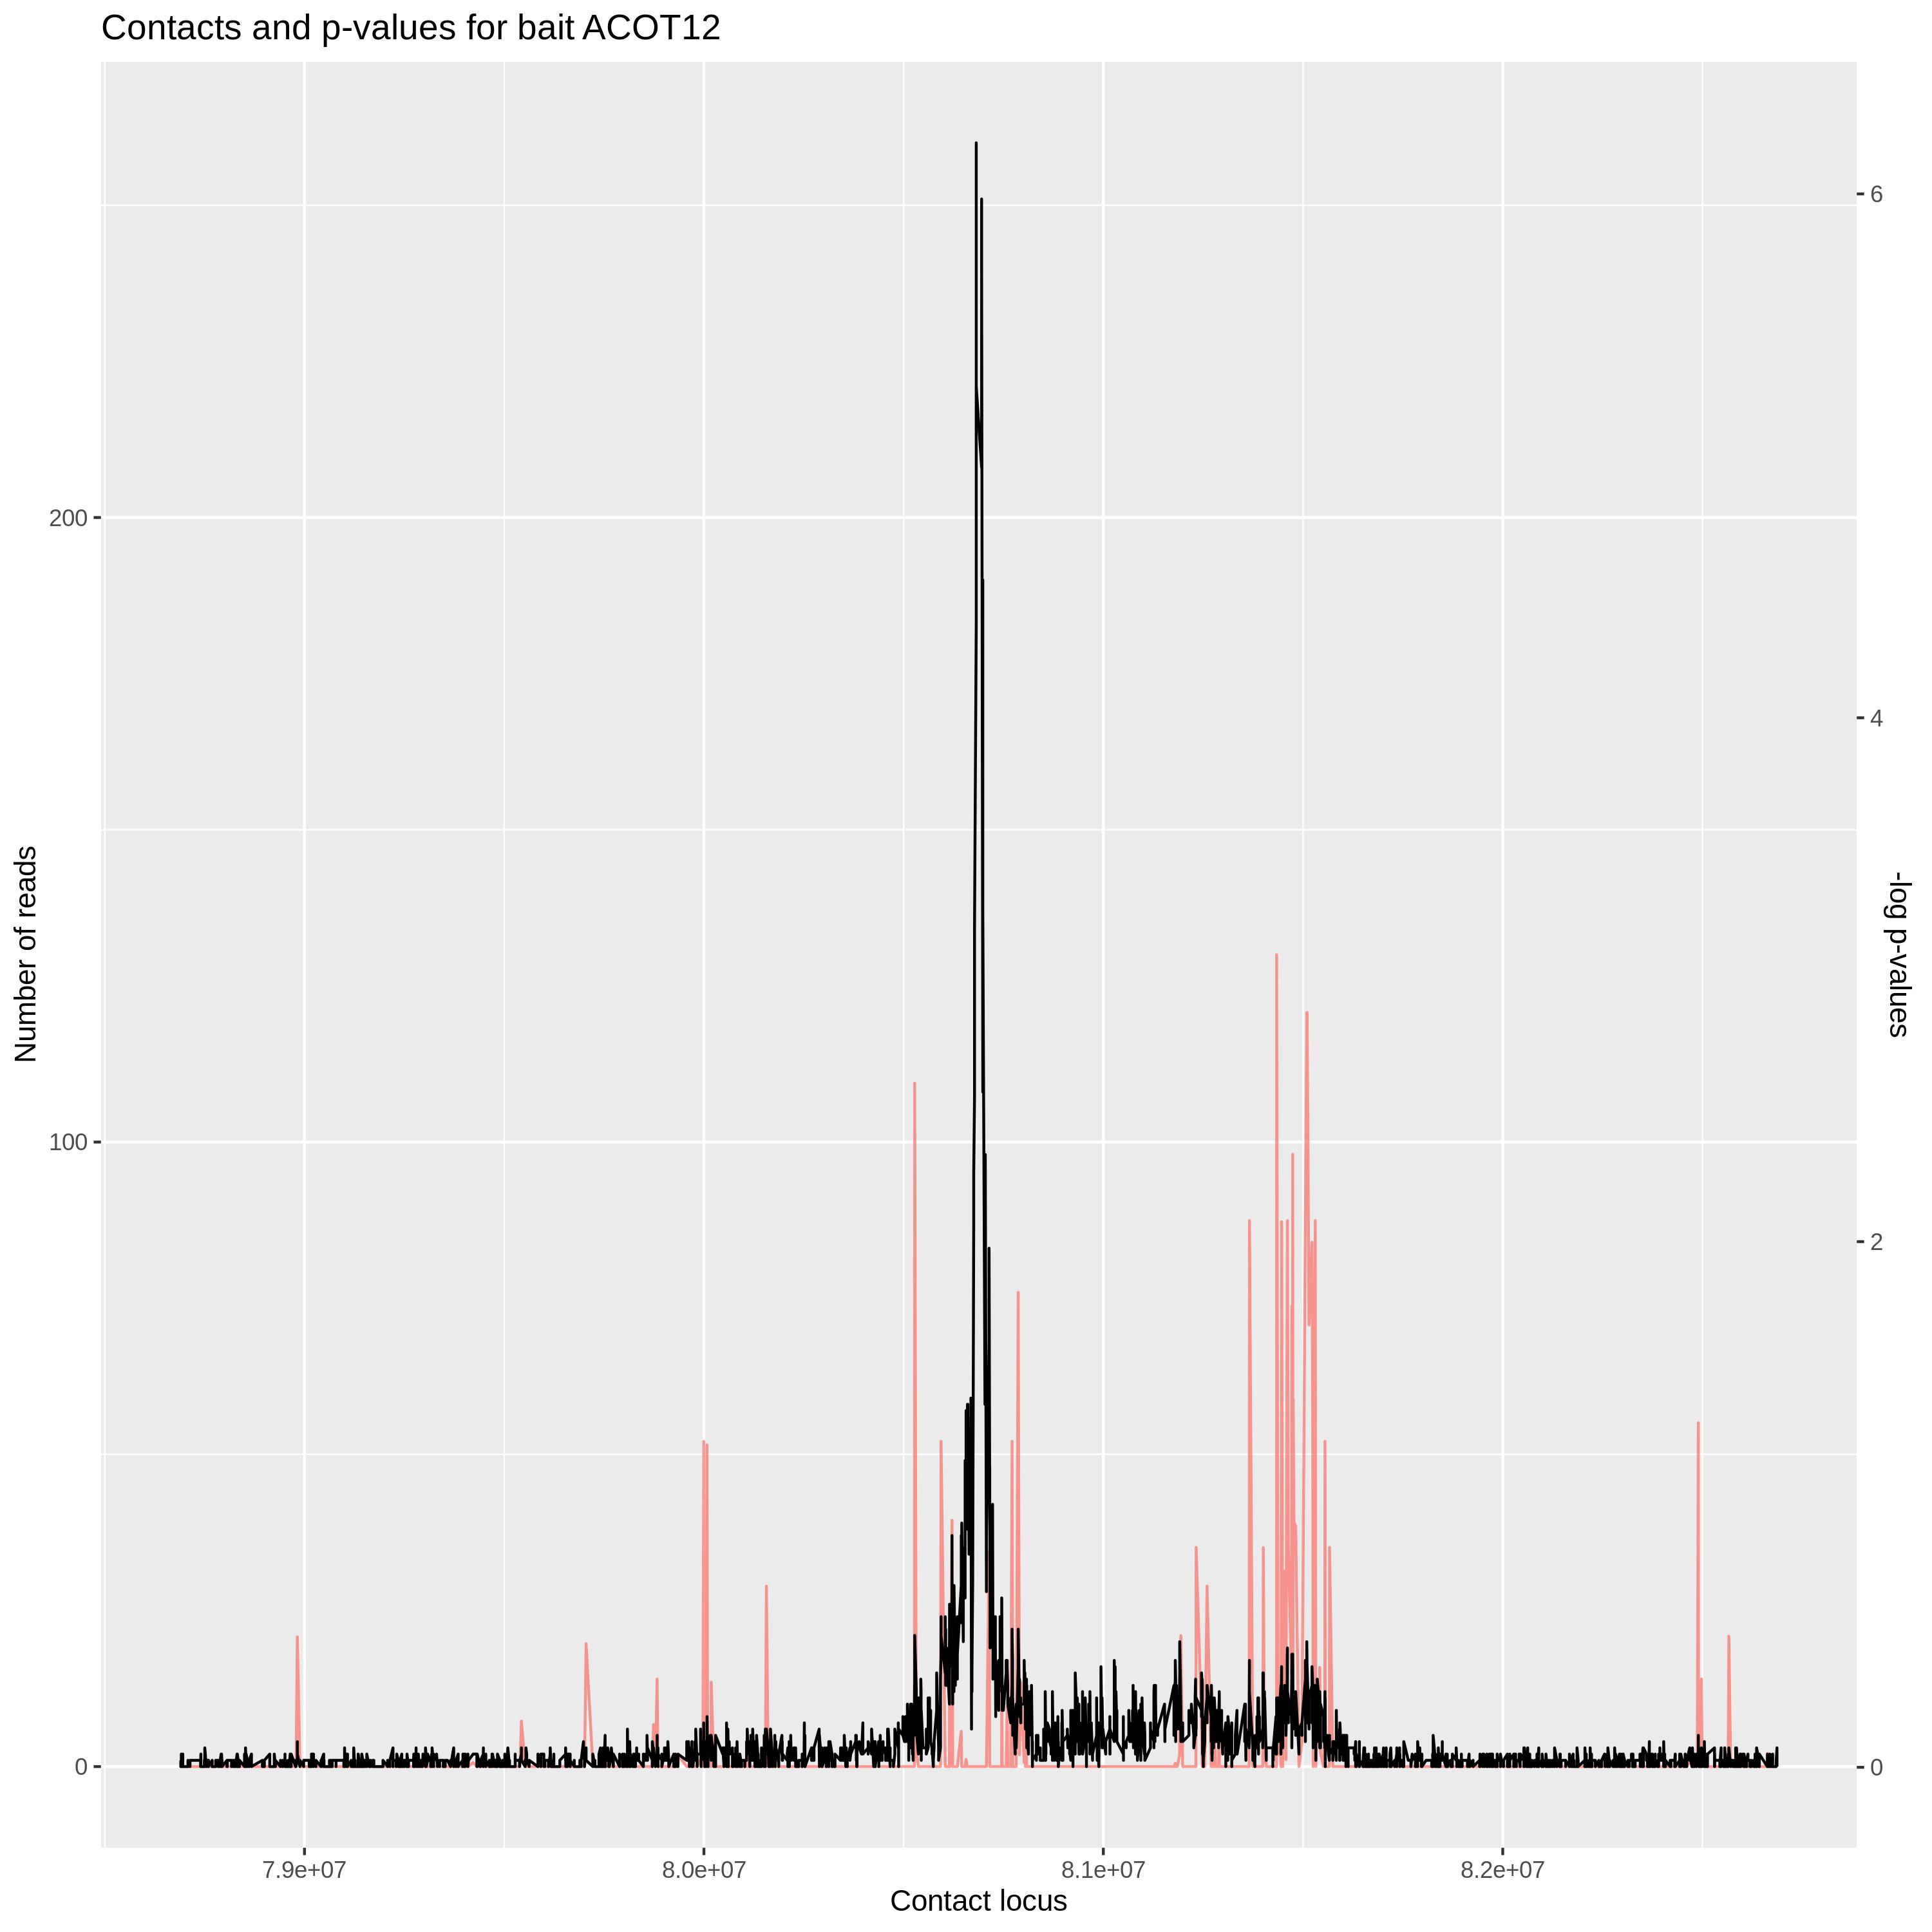 Contacts and p-values for bait ACOT12
Number of reads
200
100
0
6
4
2
0
-log p-values
7.9e+07
8.0e+07
8.1e+07
8.2e+07
Contact locus